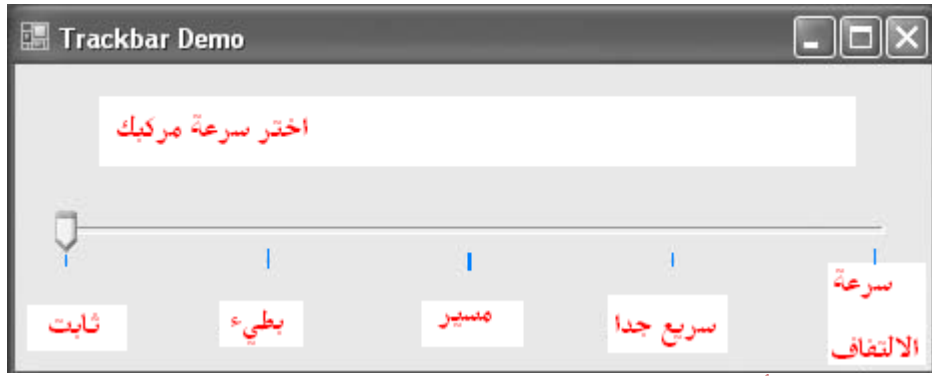 Trackbar Demo
اختر سرعة مركبك
ثابت
بطيء
مسير
سريع جدا
سرعة
الالتفاف